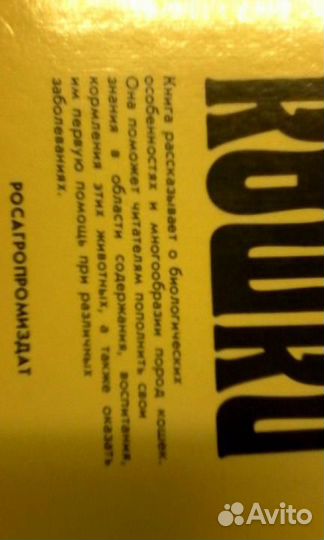 КОШКИ
Книга рассказывает о биологических
особенностях и многообразии пород кошек.
Она поможет читателям пополнить свои
знания в области содержания, воспитания,
кормления этих животных, а также оказать
им первую помощь при различных
заболеваниях.
РОСАГРОПРОМИЗДАТ
Avito